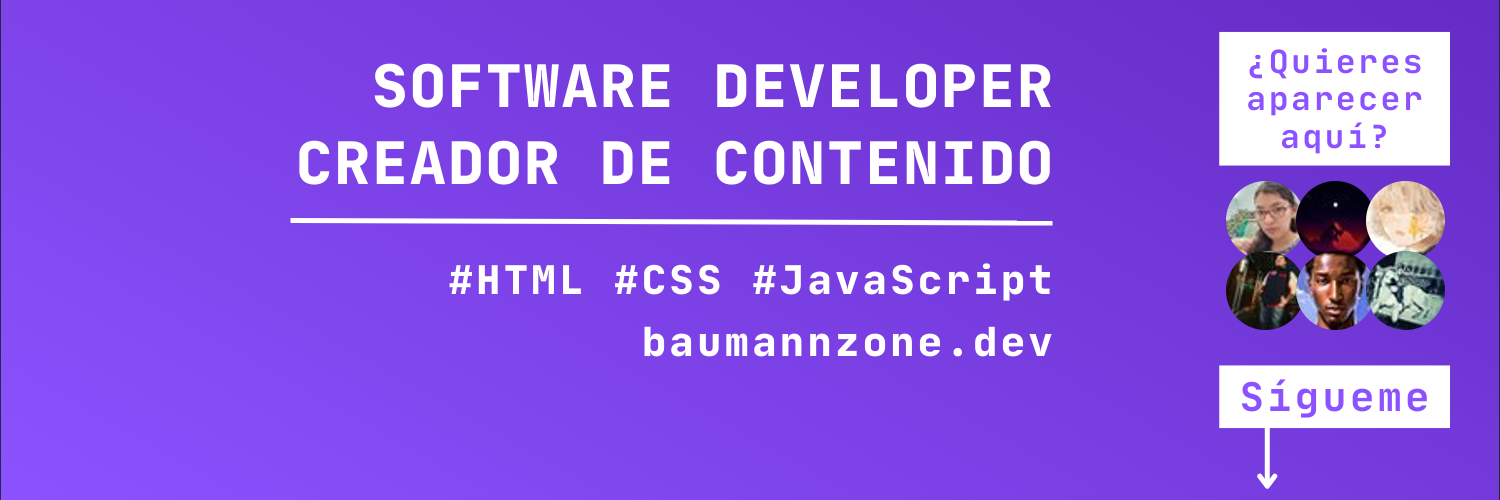 SOFTWARE DEVELOPER
CREADOR DE CONTENIDO
#HTML #CSS #JavaScript
baumannzone.dev
¿Quieres
aparecer
aquí?
Sígueme